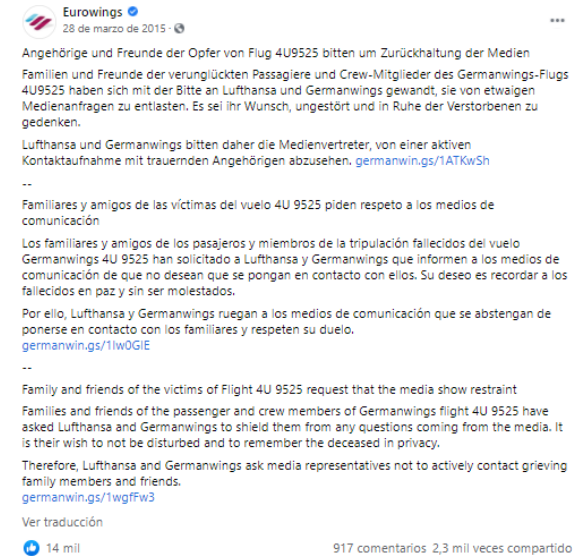 Eurowings
28 de marzo de 2015 ·
Angehörige und Freunde der Opfer von Flug 4U9525 bitten um Zurückhaltung der Medien
Familien und Freunde der verunglückten Passagiere und Crew-Mitglieder des Germanwings-Flugs
4U9525 haben sich mit der Bitte an Lufthansa und Germanwings gewandt, sie von etwaigen
Medienanfragen zu entlasten. Es sei ihr Wunsch, ungestört und in Ruhe der Verstorbenen zu
gedenken.
Lufthansa und Germanwings bitten daher die Medienvertreter, von einer aktiven
Kontaktaufnahme mit trauernden Angehörigen abzusehen. germanwin.gs/1ATKwSh
--
Familiares y amigos de las víctimas del vuelo 4U 9525 piden respeto a los medios de
comunicación
Los familiares y amigos de los pasajeros y miembros de la tripulación fallecidos del vuelo
Germanwings 4U 9525 han solicitado a Lufthansa y Germanwings que informen a los medios de
comunicación de que no desean que se pongan en contacto con ellos. Su deseo es recordar a los
fallecidos en paz y sin ser molestados.
Por ello, Lufthansa y Germanwings ruegan a los medios de comunicación que se abstengan de
ponerse en contacto con los familiares y respeten su duelo.
germanwin.gs/1Iw0GIE
--
Family and friends of the victims of Flight 4U 9525 request that the media show restraint
Families and friends of the passenger and crew members of Germanwings flight 4U 9525 have
asked Lufthansa and Germanwings to shield them from any questions coming from the media. It
is their wish to not be disturbed and to remember the deceased in privacy.
Therefore, Lufthansa and Germanwings ask media representatives not to actively contact grieving
family members and friends.
germanwin.gs/1wgfFw3
Ver traducción
14 mil
917 comentarios 2,3 mil veces compartido